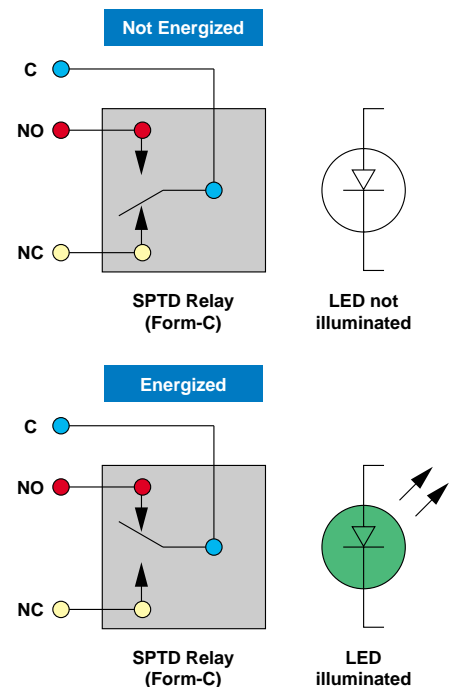 Not Energized
C
NO
NC
SPTD Relay
(Form-C)
LED not
illuminated
Energized
C
NO
NC
SPTD Relay
(Form-C)
LED
illuminated